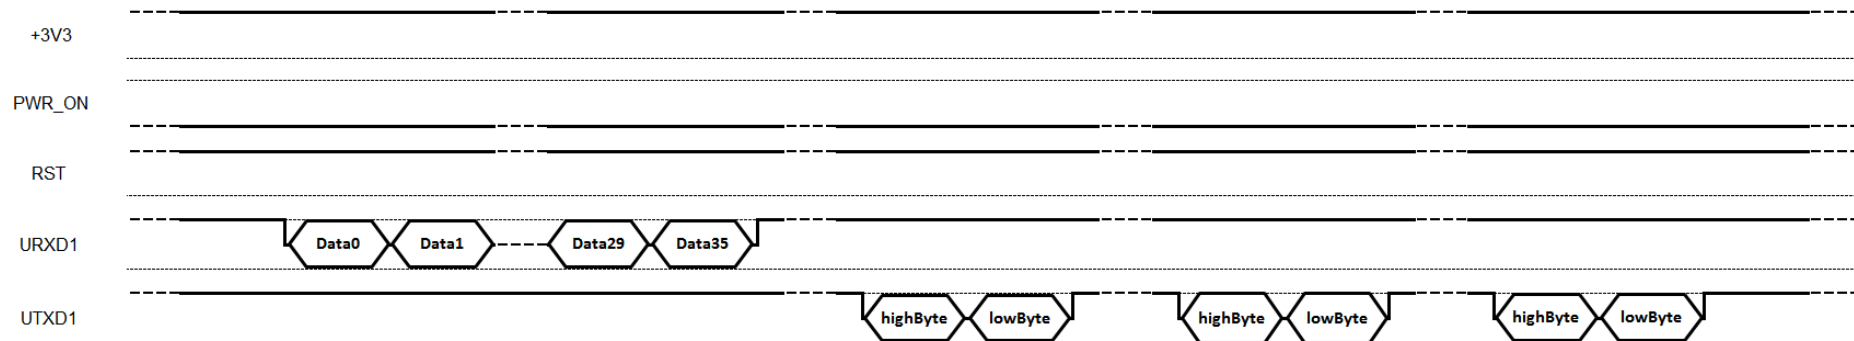 +3V3
PWR_ON
RST
URXD1 Data0 Data1 Data29 Data35
UTXD1 highByte lowByte highByte lowByte highByte lowByte